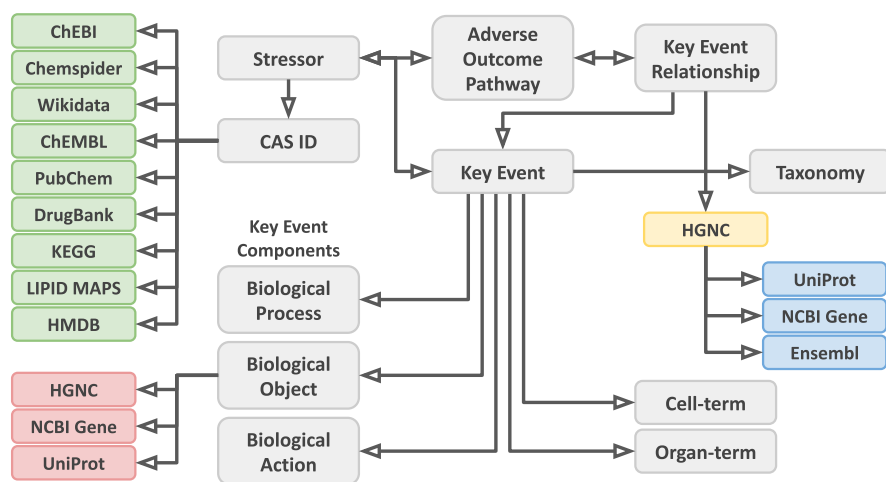 ChEBI
Chemspider
Wikidata
ChEMBL
PubChem
DrugBank
KEGG
LIPID MAPS
HMDB
HGNC
NCBI Gene
UniProt
Stressor
CAS ID
Key Event
Components
Biological
Process
Biological
Object
Biological
Action
Adverse
Outcome
Pathway
Key Event
Key Event
Relationship
Taxonomy
HGNC
UniProt
NCBI Gene
Ensembl
Cell-term
Organ-term